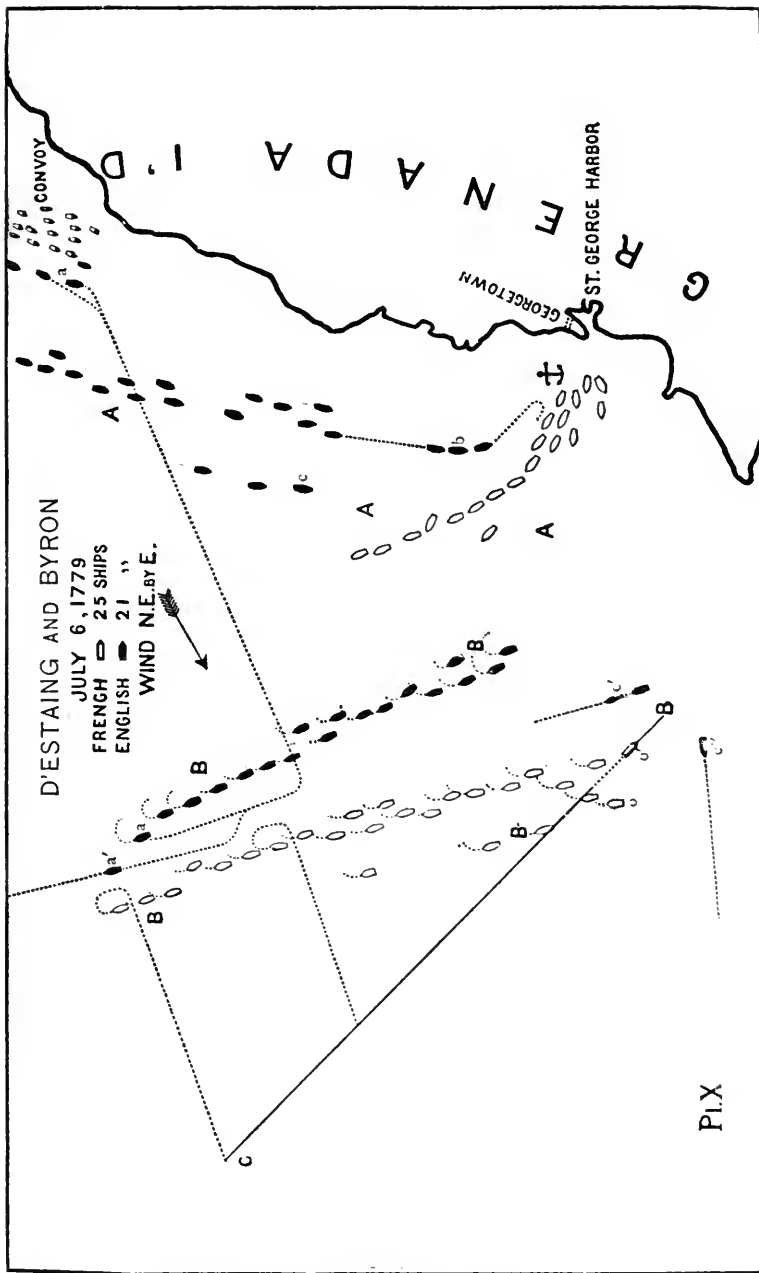 CONVOY
a
A
GRENADA I'D
D'ESTAING AND BYRON
JULY 6, 1779
FRENCH 25 SHIPS
ENGLISH 21 ,,
WIND N.E. BY E.
GEORGETOWN
ST. GEORGE HARBOR
b
c
A
A
B
B
a
a'
B
B
c'
B
C
Pl.X